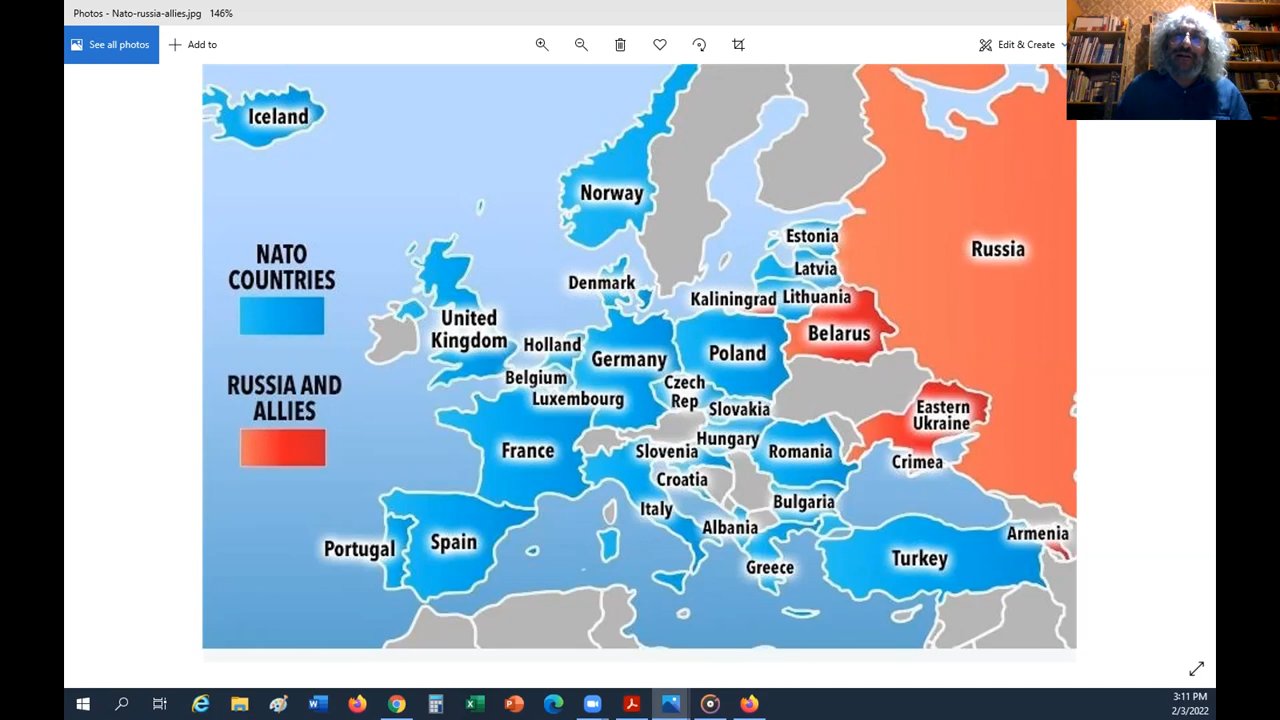 Photos - Nato-russia-allies.jpg 146%
See all photos
Add to
Edit & Create
Iceland
Norway
NATO
COUNTRIES
RUSSIA AND
ALLIES
Estonia
Latvia
Lithuania
Kaliningrad
Russia
Denmark
Belarus
United
Kingdom
Holland
Germany
Poland
Belgium
Luxembourg
Czech
Rep
Slovakia
Eastern
Ukraine
Crimea
France
Slovenia
Hungary
Romania
Croatia
Italy
Bulgaria
Albania
Armenia
Portugal
Spain
Greece
Turkey
3:11 PM
2/3/2022